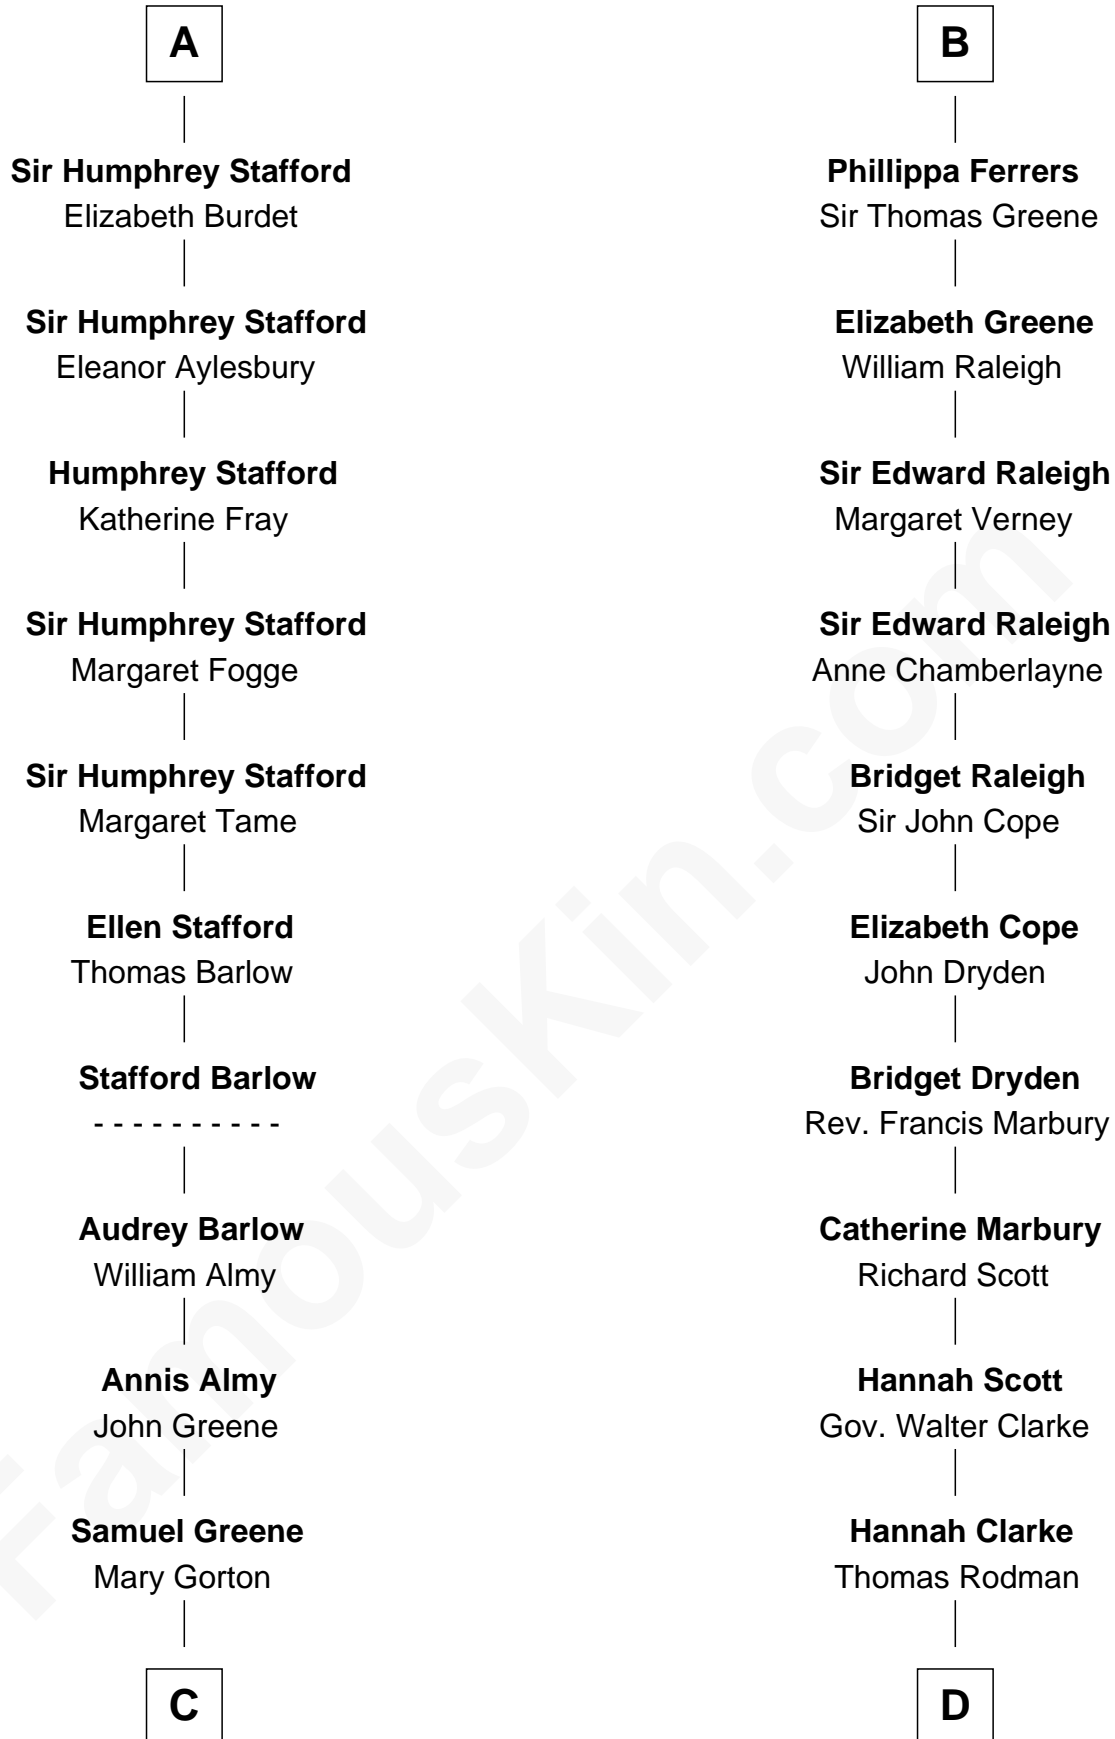 A
Sir Humphrey Stafford
Elizabeth Burdet
Sir Humphrey Stafford
Eleanor Aylesbury
Humphrey Stafford
Katherine Fray
Sir Humphrey Stafford
Margaret Fogge
Sir Humphrey Stafford
Margaret Tame
Ellen Stafford
Thomas Barlow
Stafford Barlow
- - - - - - - - - -
Audrey Barlow
William Almy
Annis Almy
John Greene
Samuel Greene
Mary Gorton
C
B
Phillippa Ferrers
Sir Thomas Greene
Elizabeth Greene
William Raleigh
Sir Edward Raleigh
Margaret Verney
Sir Edward Raleigh
Anne Chamberlayne
Bridget Raleigh
Sir John Cope
Elizabeth Cope
John Dryden
Bridget Dryden
Rev. Francis Marbury
Catherine Marbury
Richard Scott
Hannah Scott
Gov. Walter Clarke
Hannah Clarke
Thomas Rodman
D
FamousKin.com